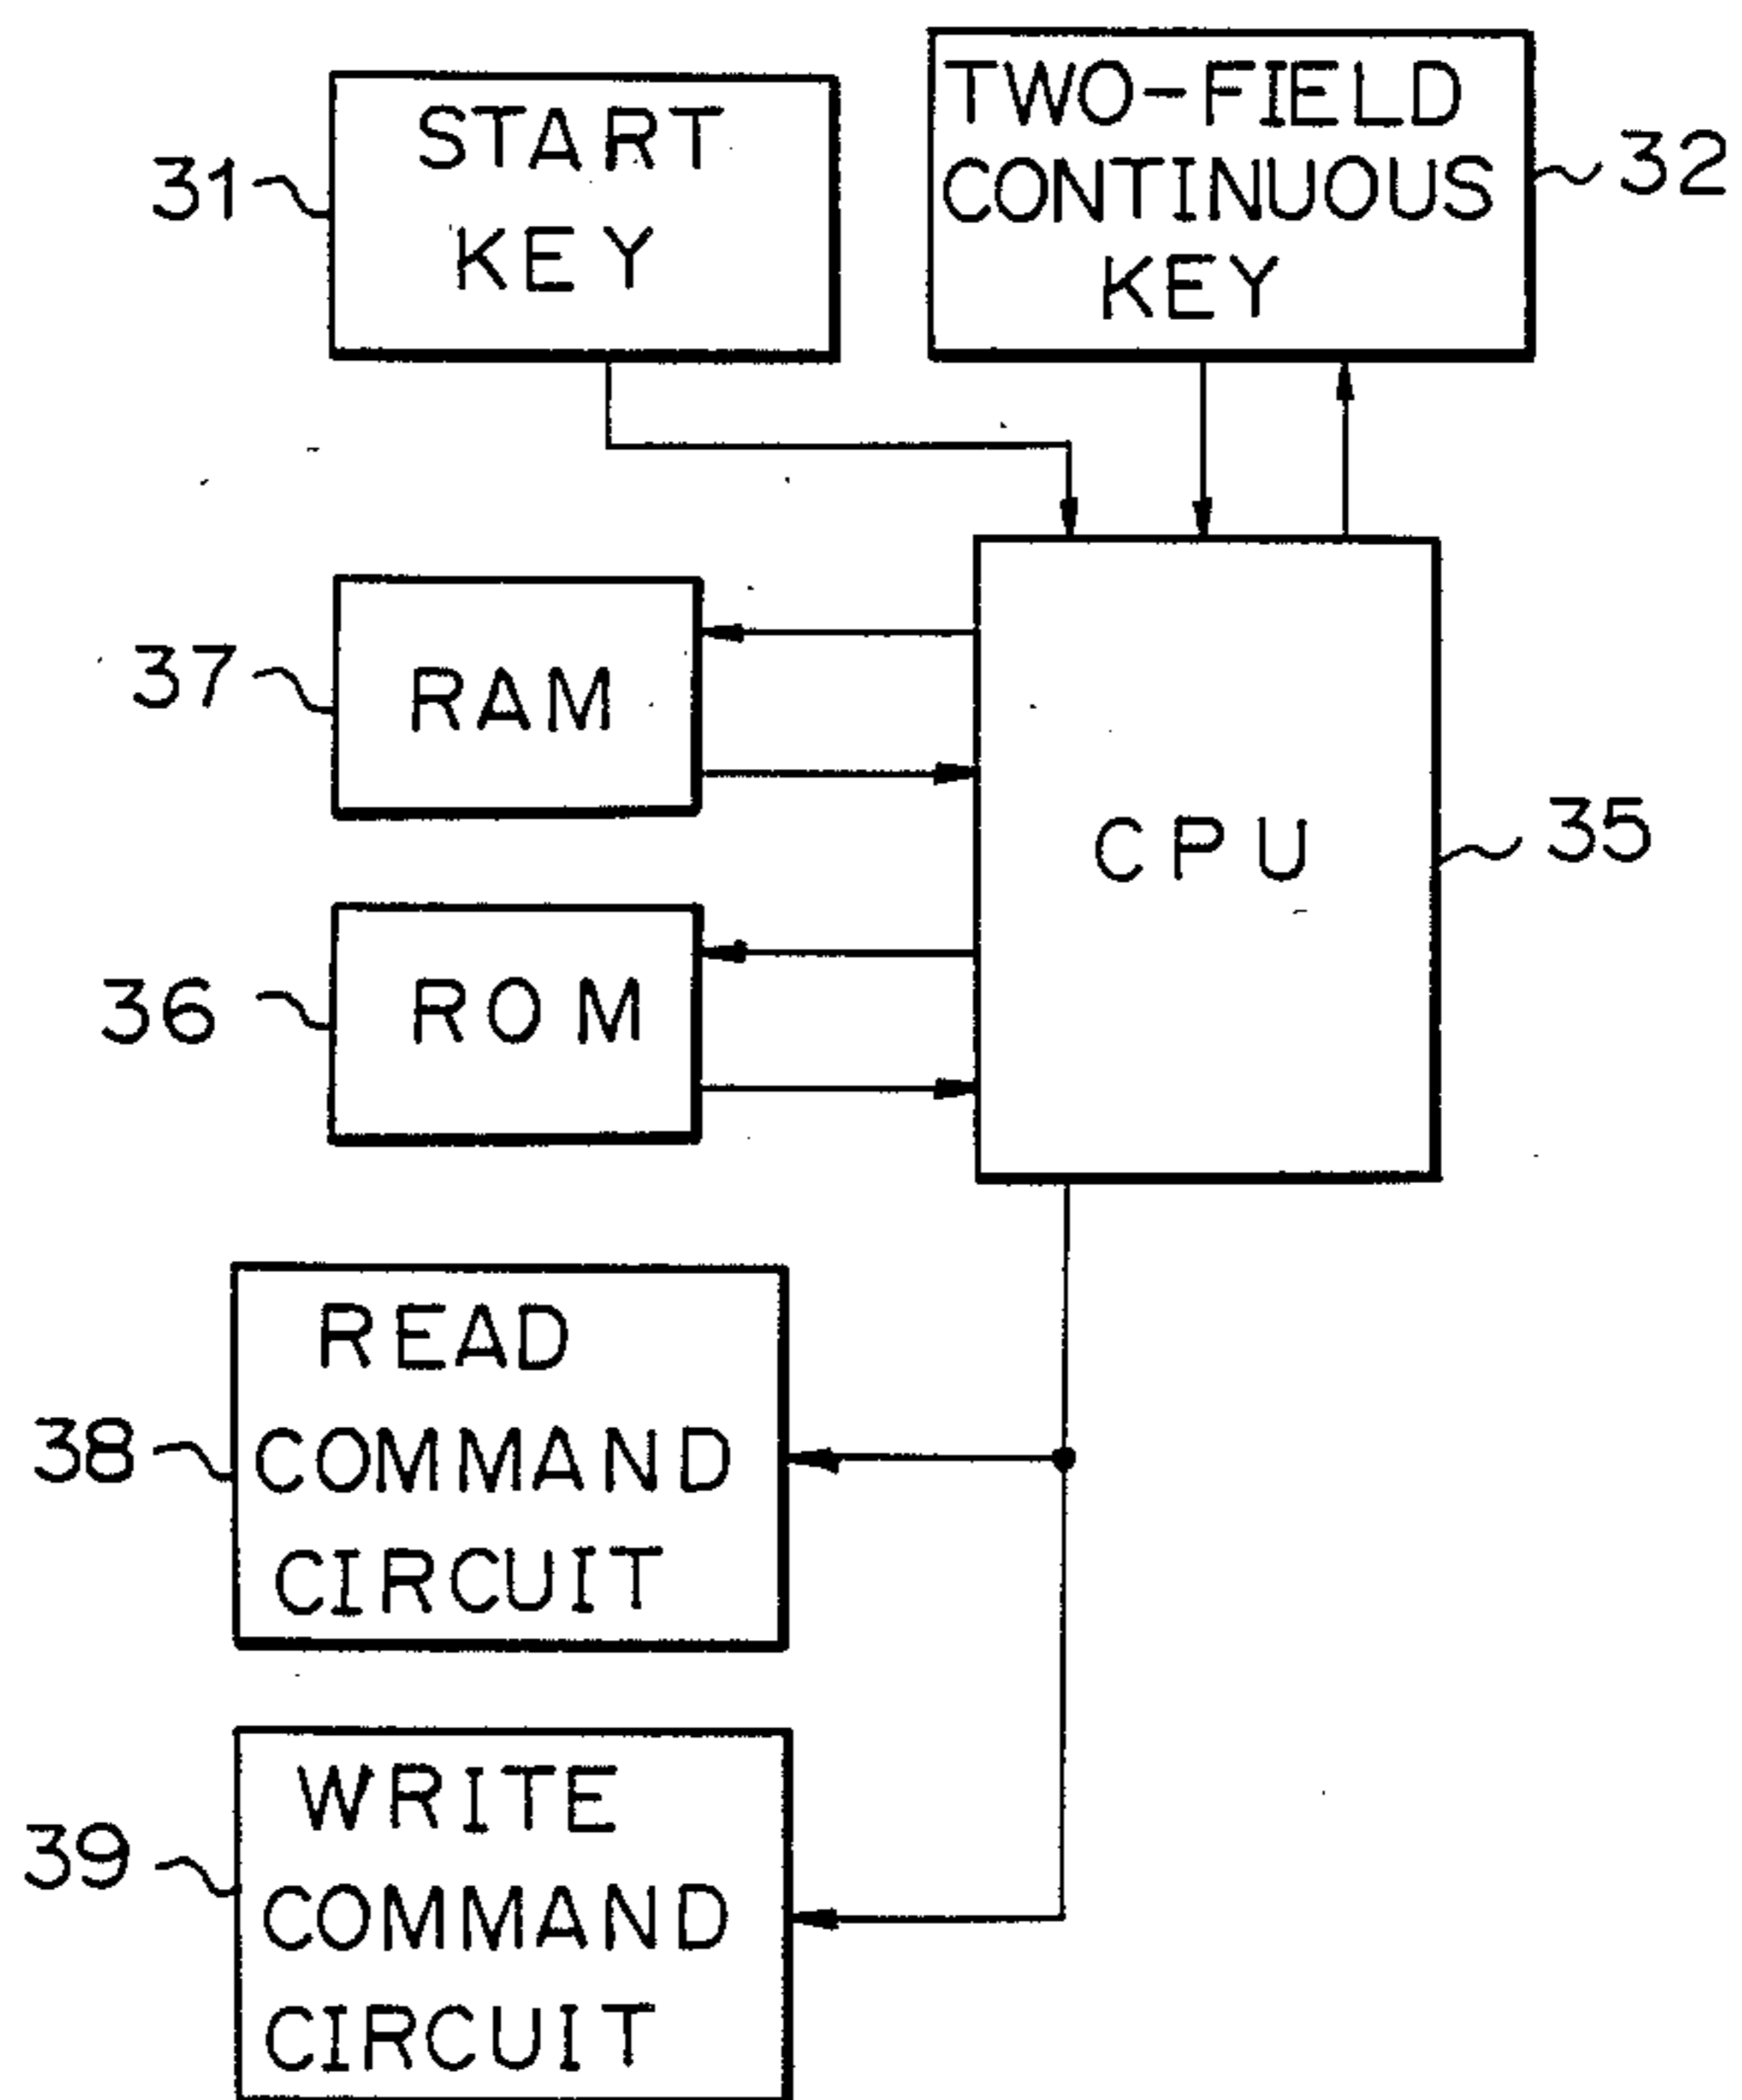 START
KEY
31
TWO-FIELD
CONTINUOUS
KEY
32
37
RAM
CPU
35
36
ROM
READ
COMMAND
CIRCUIT
38
WRITE
COMMAND
CIRCUIT
39